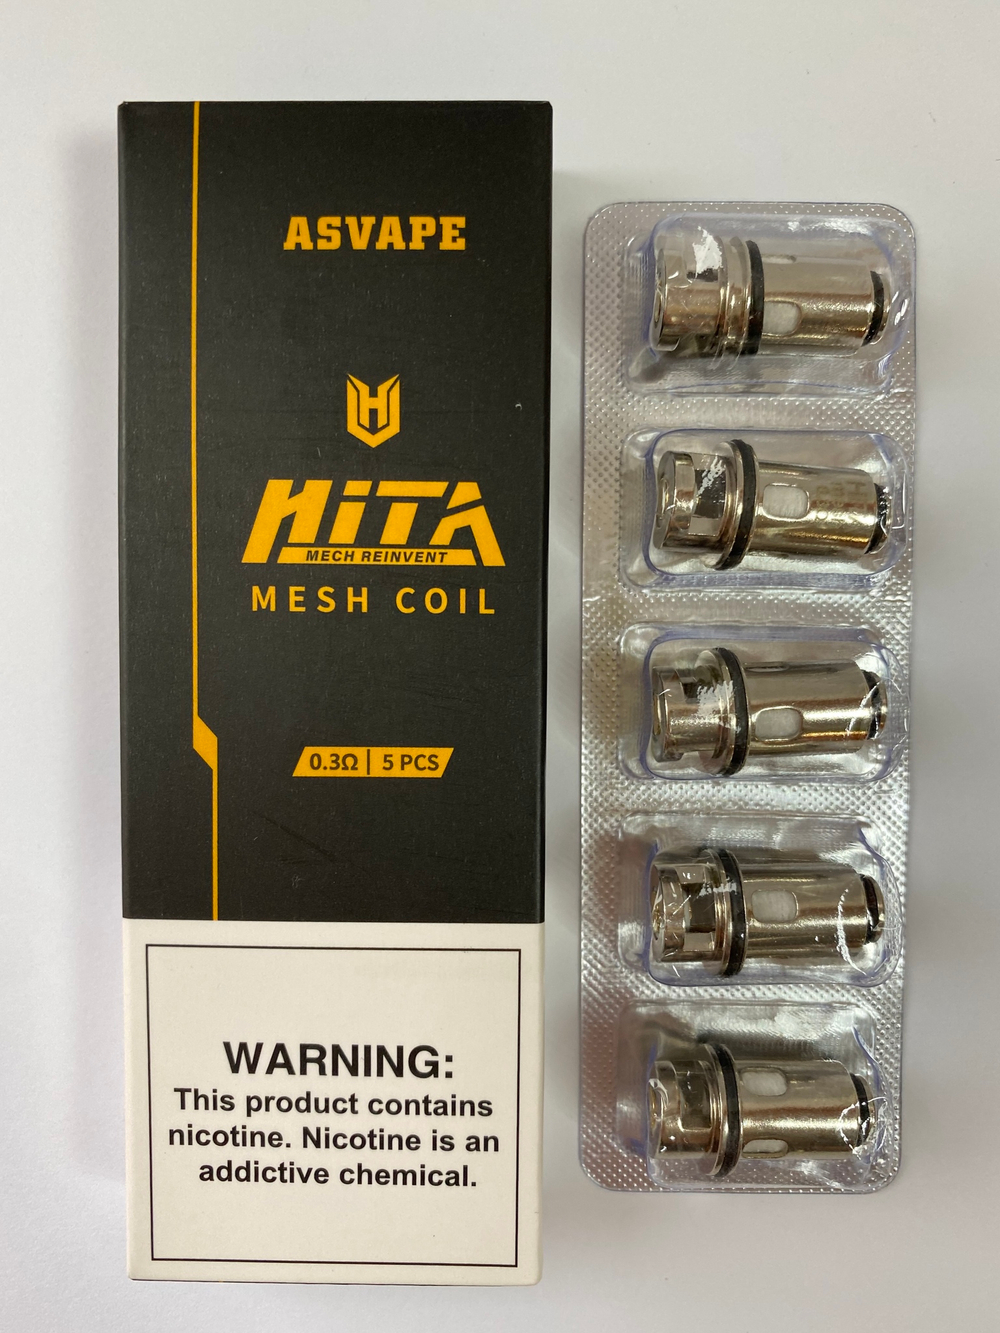 ASVAPE
H
HiTA
MECH REINVENT
MESH COIL
0.3Ω | 5 PCS
WARNING:
This product contains
nicotine. Nicotine is an
addictive chemical.